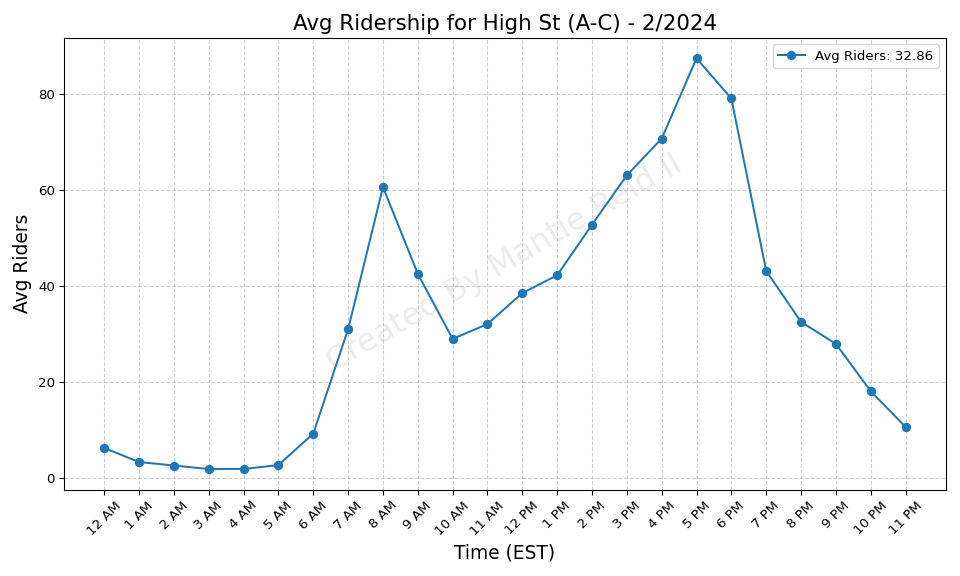 Avg Ridership for High St (A-C) - 2/2024
Avg Riders: 32.86
Avg Riders
80
60
40
20
0
Created By Mantie Reid II
12 AM 1 AM 2 AM 3 AM 4 AM 5 AM 6 AM 7 AM 8 AM 9 AM 10 AM 11 AM 12 PM 1 PM 2 PM 3 PM 4 PM 5 PM 6 PM 7 PM 8 PM 9 PM 10 PM 11 PM
Time (EST)